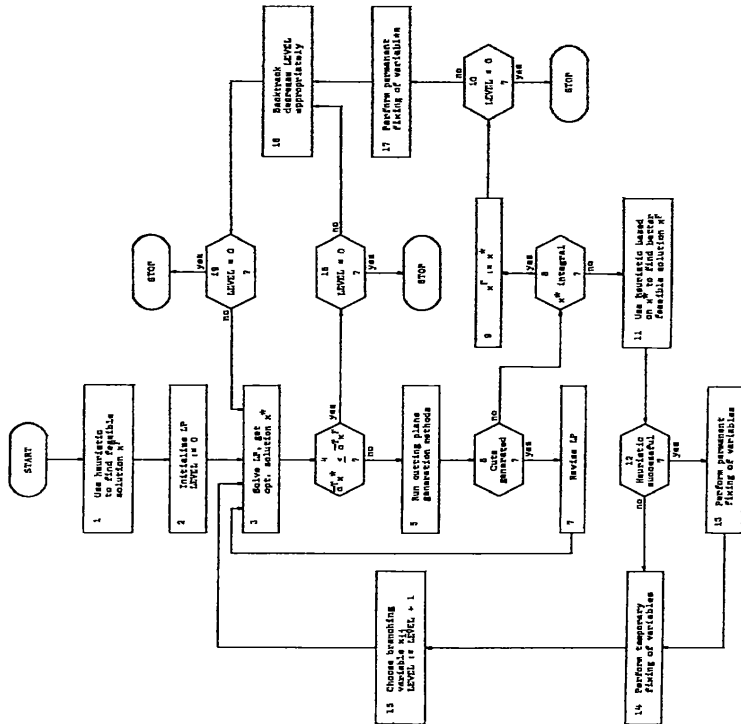 START
1
Use heuristic
to find feasible
solution x^F
2
Initialize LP
LEVEL := 0
3
Solve LP, get
opt. solution x*
4
?
yes
no
5
Run cutting plane
generation methods
6
Cuts
generated
?
no
yes
7
Revise LP
8
x* integral
?
yes
no
9
x^F := x*
10
LEVEL = 0
?
no
yes
STOP
11
Use heuristic based
on x* to find better
feasible solution x^F
12
Heuristic
successful
?
no
yes
13
Perform permanent
fixing of variables
14
Perform temporary
fixing of variables
15
Choose branching
variable x_ij
LEVEL := LEVEL + 1
16
LEVEL = 0
?
no
yes
STOP
17
Perform permanent
fixing of variables
18
Backtrack
decrease LEVEL
appropriately
19
LEVEL = 0
?
yes
no
STOP